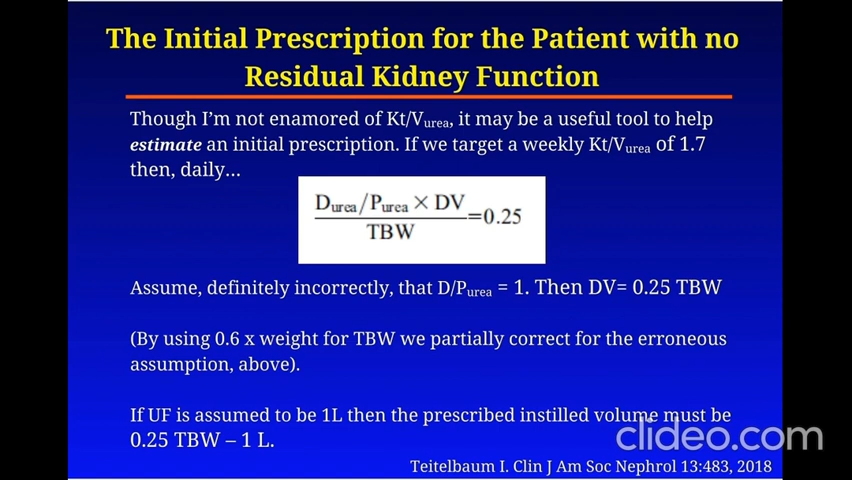 The Initial Prescription for the Patient with no
Residual Kidney Function
Though I'm not enamored of Kt/Vurea, it may be a useful tool to help
estimate an initial prescription. If we target a weekly Kt/Vurea of 1.7
then, daily…
Durea/Purea × DV
TBW
=0.25
Assume, definitely incorrectly, that D/Purea = 1. Then DV= 0.25 TBW
(By using 0.6 x weight for TBW we partially correct for the erroneous
assumption, above).
If UF is assumed to be 1L then the prescribed instilled volume must be
0.25 TBW – 1 L.
clideo.com
Teitelbaum I. Clin J Am Soc Nephrol 13:483, 2018